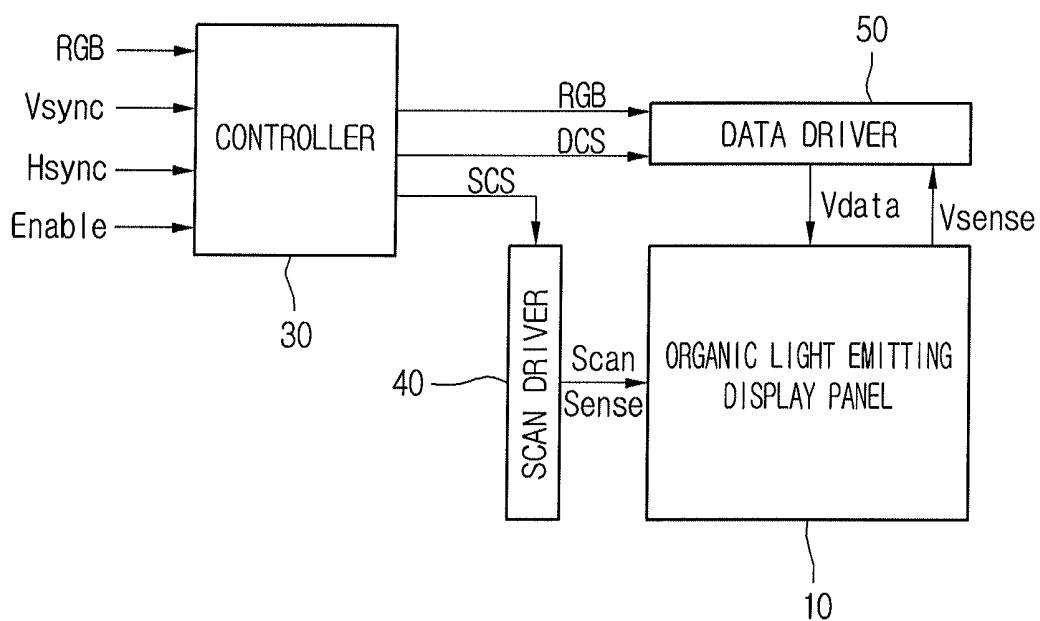 50
RGB
Vsync
Hsync
Enable
CONTROLLER
RGB
DCS
SCS
DATA DRIVER
Vdata
Vsense
30
40
SCAN DRIVER
Scan
Sense
ORGANIC LIGHT EMITTING
DISPLAY PANEL
10